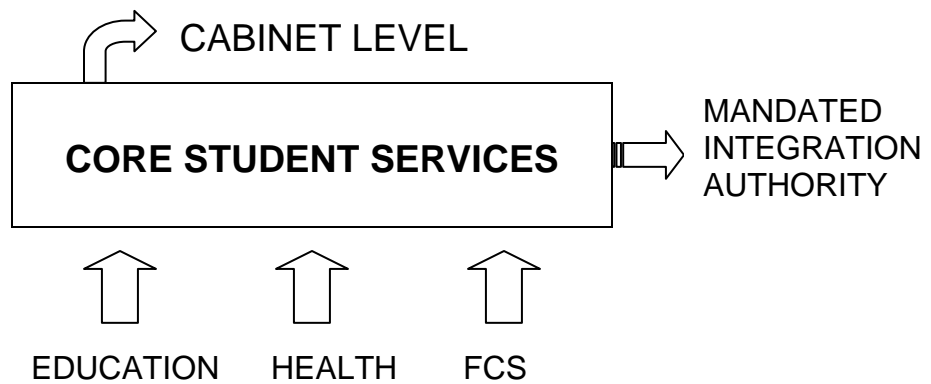 CABINET LEVEL
CORE STUDENT SERVICES
MANDATED
INTEGRATION
AUTHORITY
EDUCATION HEALTH FCS